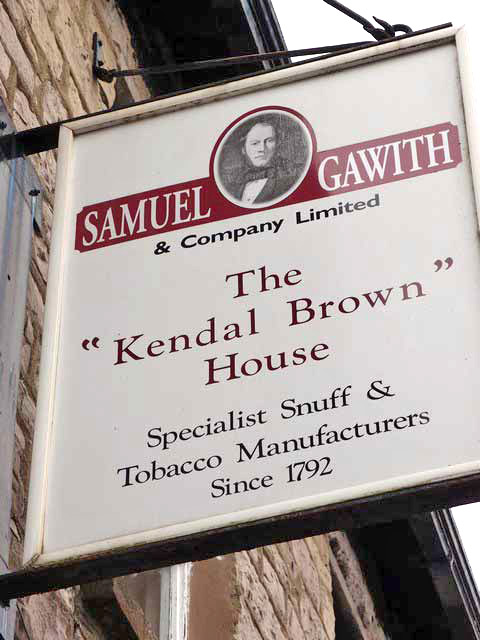 SAMUEL GAWITH
& Company Limited
The
“Kendal Brown”
House
Specialist Snuff &
Tobacco Manufacturers
Since 1792